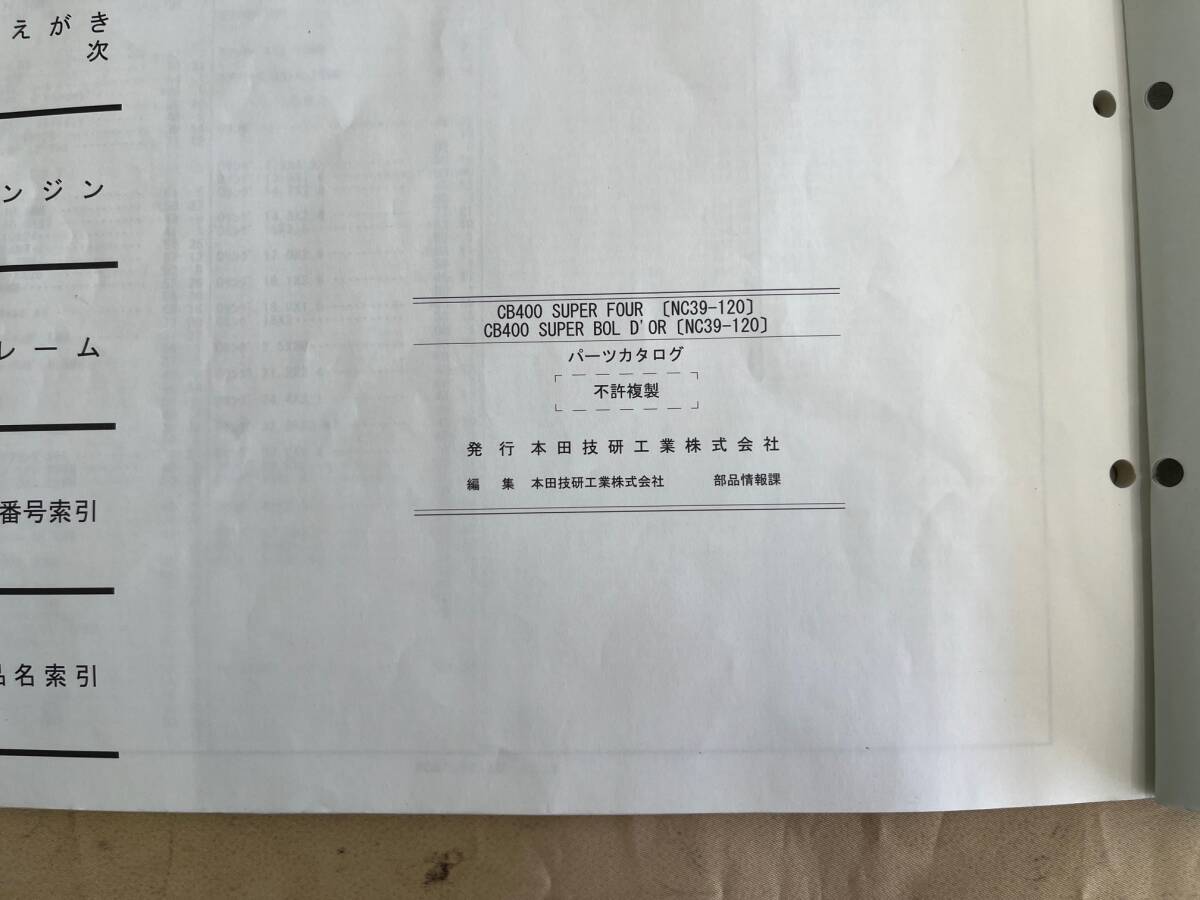 えがき
次
ンジン
レーム
番号索引
品名索引
CB400 SUPER FOUR 〔NC39-120〕
CB400 SUPER BOL D'OR〔NC39-120〕
パーツカタログ
不許複製
発行 本田技研工業株式会社
編集 本田技研工業株式会社 部品情報課